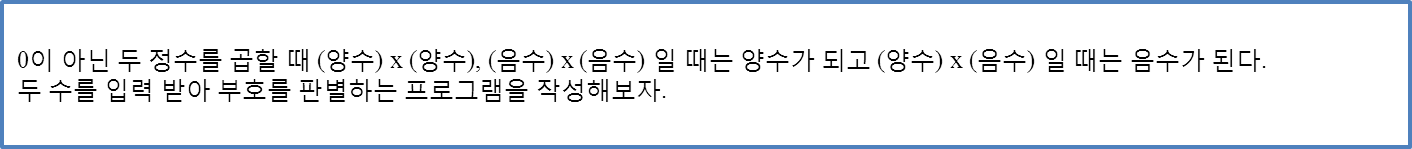 0이 아닌 두 정수를 곱할 때 (양수) x (양수), (음수) x (음수) 일 때는 양수가 되고 (양수) x (음수) 일 때는 음수가 된다.
두 수를 입력 받아 부호를 판별하는 프로그램을 작성해보자.